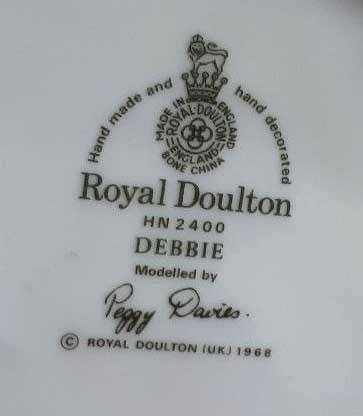 Hand made and hand decorated
MADE IN ENGLAND
ROYAL·DOULTON
ENGLAND
BONE CHINA
Royal Doulton
HN 2400
DEBBIE
Modelled by
Peggy Davies.
© ROYAL DOULTON (UK) 1968